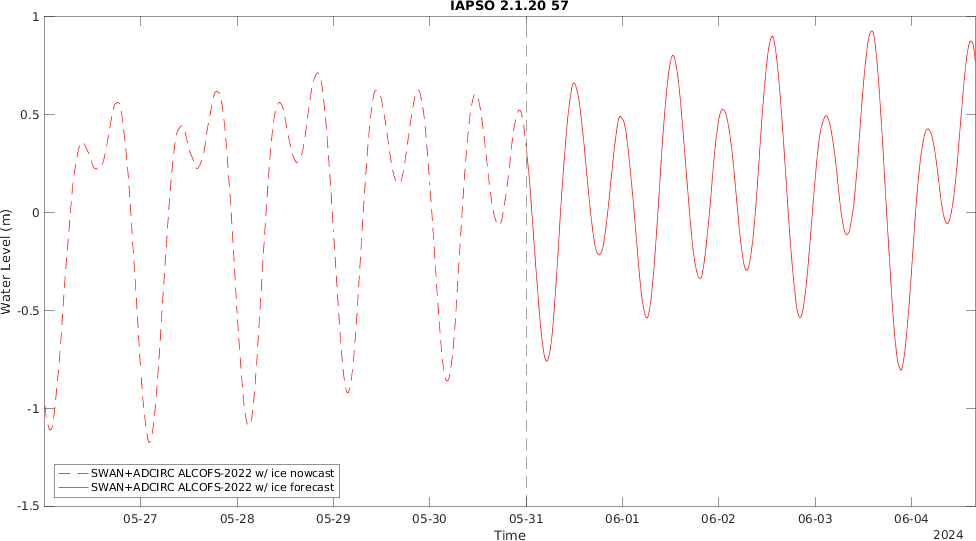 IAPSO 2.1.20 57
1
0.5
0
-0.5
-1
-1.5
Water Level (m)
SWAN+ADCIRC ALCOFS-2022 w/ ice nowcast
SWAN+ADCIRC ALCOFS-2022 w/ ice forecast
05-27 05-28 05-29 05-30 05-31 06-01 06-02 06-03 06-04
Time
2024